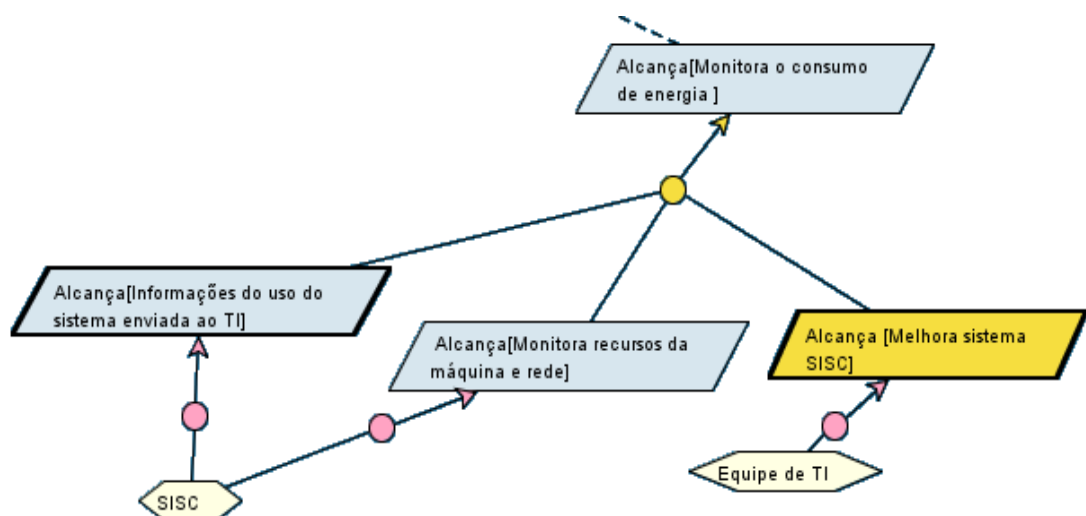 Alcança[Monitora o consumo
de energia ]
Alcança[Informações do uso do
sistema enviada ao TI]
Alcança[Monitora recursos da
máquina e rede]
Alcança [Melhora sistema
SISC]
SISC
Equipe de TI